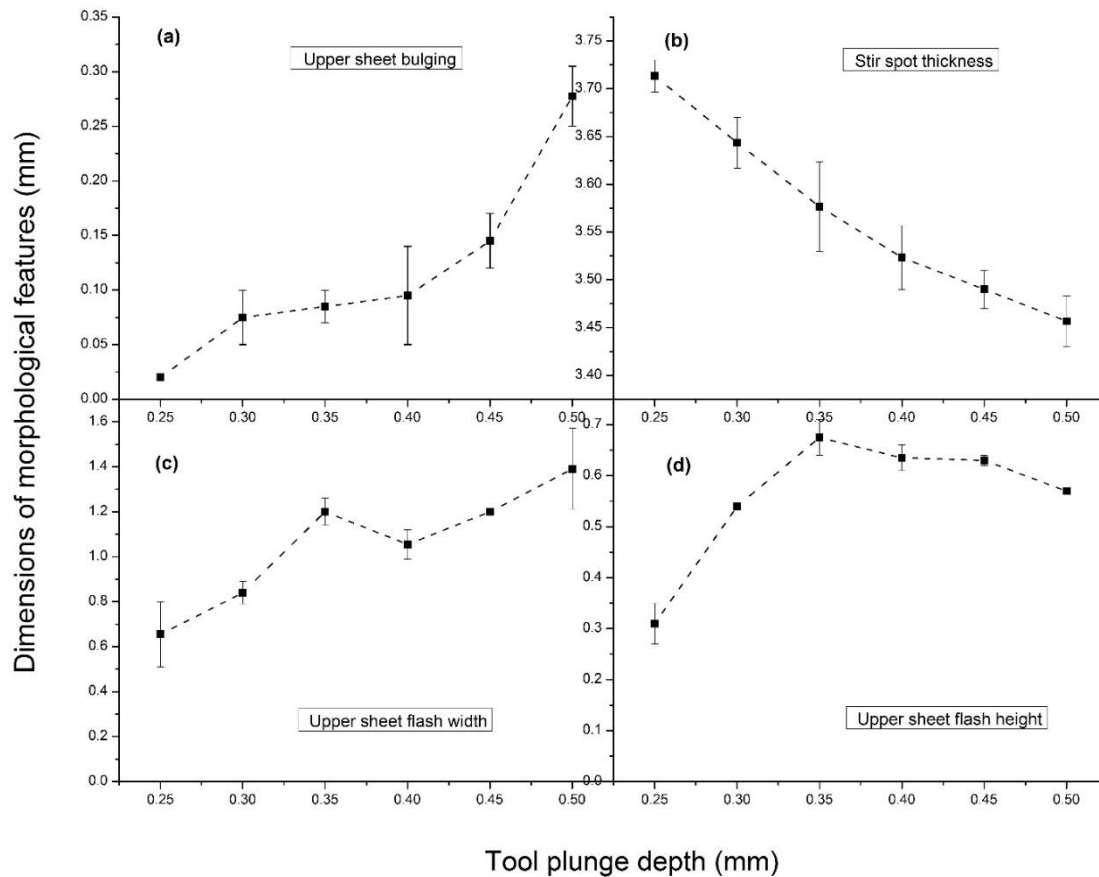 Dimensions of morphological features (mm)
(a)
Upper sheet bulging
0.35
0.30
0.25
0.20
0.15
0.10
0.05
0.00
0.25 0.30 0.35 0.40 0.45 0.50
(b)
Stir spot thickness
3.75
3.70
3.65
3.60
3.55
3.50
3.45
3.40
0.25 0.30 0.35 0.40 0.45 0.50
(c)
1.6
1.4
1.2
1.0
0.8
0.6
0.4
0.2
0.0
Upper sheet flash width
0.25 0.30 0.35 0.40 0.45 0.50
(d)
0.7
0.6
0.5
0.4
0.3
0.2
0.1
0.0
Upper sheet flash height
0.25 0.30 0.35 0.40 0.45 0.50
Tool plunge depth (mm)